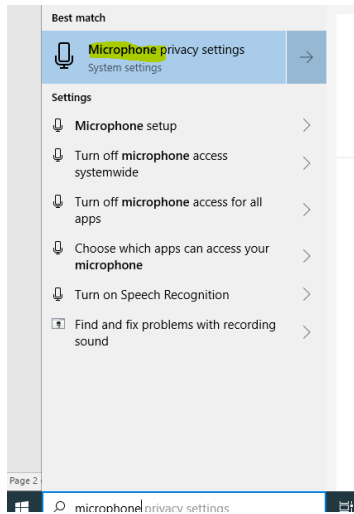 Best match
Microphone privacy settings
System settings
Settings
Microphone setup
Turn off microphone access
systemwide
Turn off microphone access for all
apps
Choose which apps can access your
microphone
Turn on Speech Recognition
Find and fix problems with recording
sound
Page 2
microphone privacy settings